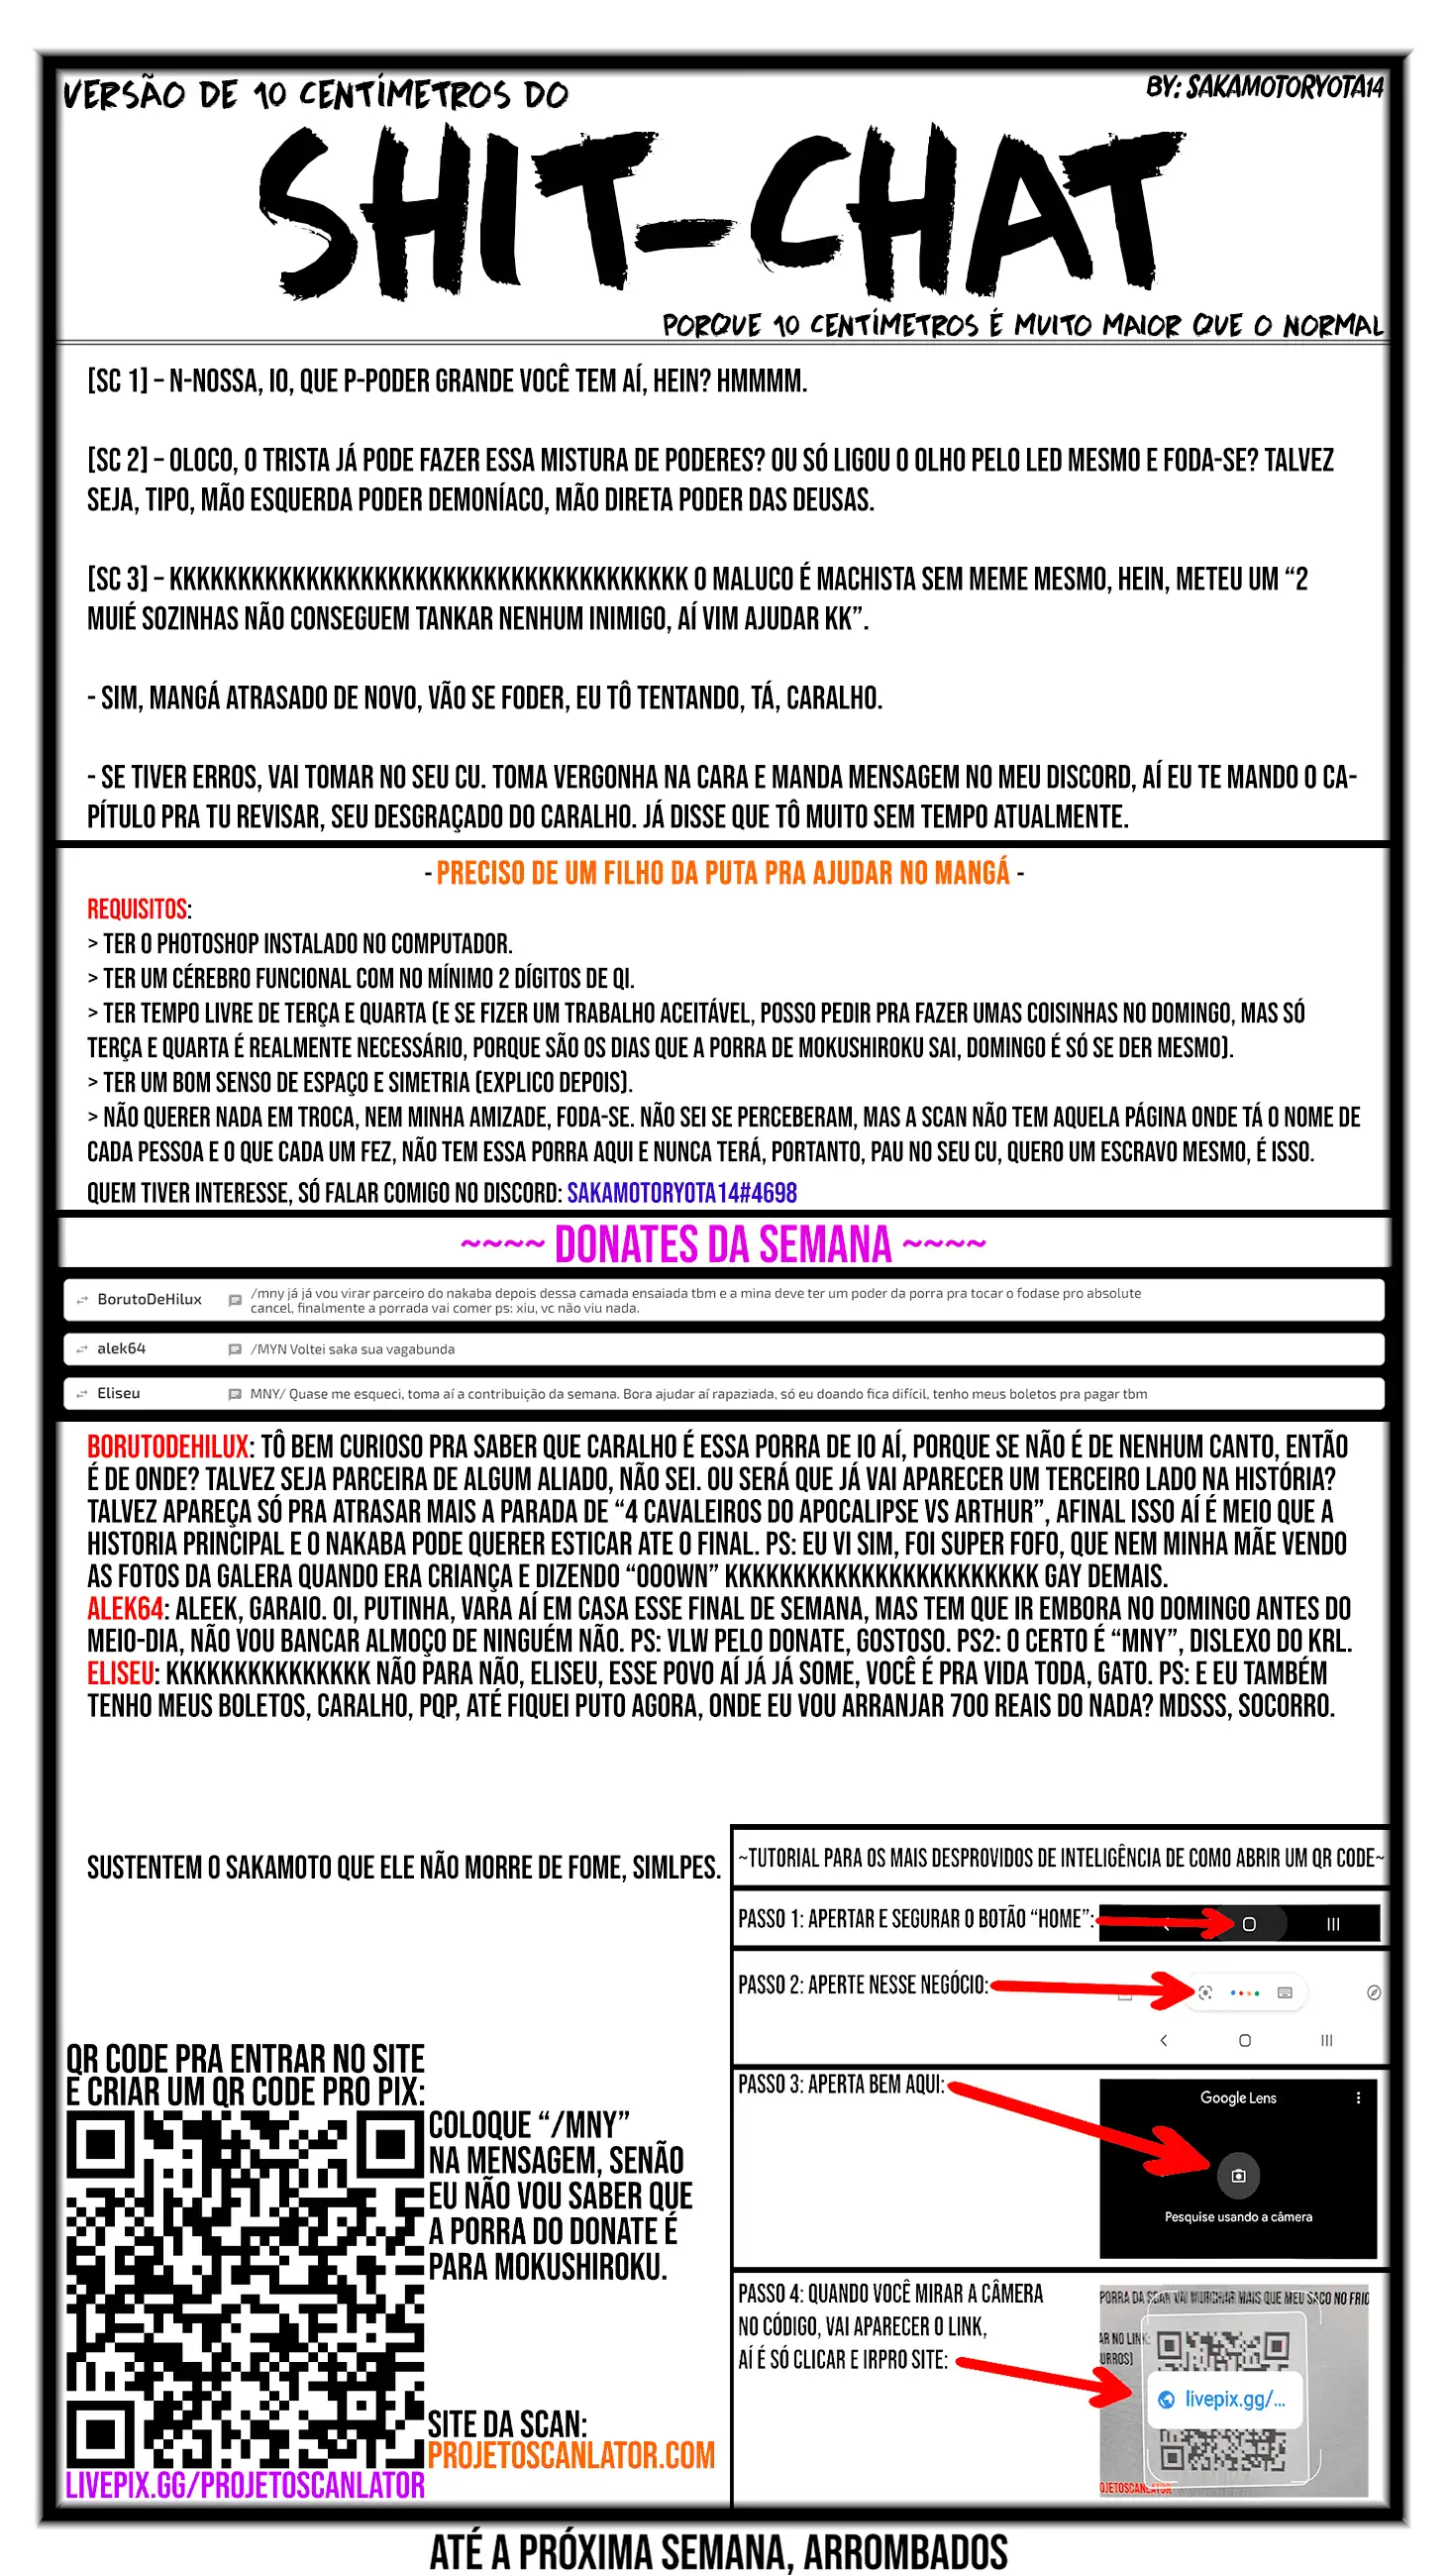 VERSÃO DE 10 CENTÍMETROS DO
BY: SAKAMOTORYOTA14
SHIT-CHAT
PORQUE 10 CENTÍMETROS É MUITO MAIOR QUE O NORMAL
[SC 1] – N-NOSSA, IO, QUE P-PODER GRANDE VOCÊ TEM AÍ, HEIN? HMMMM.
[SC 2] – OLOCO, O TRISTA JÁ PODE FAZER ESSA MISTURA DE PODERES? OU SÓ LIGOU O OLHO PELO LED MESMO E FODA-SE? TALVEZ
SEJA, TIPO, MÃO ESQUERDA PODER DEMONÍACO, MÃO DIRETA PODER DAS DEUSAS.
[SC 3] – KKKKKKKKKKKKKKKKKKKKKKKKKKKKKKKKKKKKKK O MALUCO É MACHISTA SEM MEME MESMO, HEIN, METEU UM “2
MUIÉ SOZINHAS NÃO CONSEGUEM TANKAR NENHUM INIMIGO, AÍ VIM AJUDAR KK”.
- SIM, MANGÁ ATRASADO DE NOVO, VÃO SE FODER, EU TÔ TENTANDO, TÁ, CARALHO.
- SE TIVER ERROS, VAI TOMAR NO SEU CU. TOMA VERGONHA NA CARA E MANDA MENSAGEM NO MEU DISCORD, AÍ EU TE MANDO O CA-
PÍTULO PRA TU REVISAR, SEU DESGRAÇADO DO CARALHO. JÁ DISSE QUE TÔ MUITO SEM TEMPO ATUALMENTE.
- PRECISO DE UM FILHO DA PUTA PRA AJUDAR NO MANGÁ -
REQUISITOS:
> TER O PHOTOSHOP INSTALADO NO COMPUTADOR.
> TER UM CÉREBRO FUNCIONAL COM NO MÍNIMO 2 DÍGITOS DE QI.
> TER TEMPO LIVRE DE TERÇA E QUARTA (E SE FIZER UM TRABALHO ACEITÁVEL, POSSO PEDIR PRA FAZER UMAS COISINHAS NO DOMINGO, MAS SÓ
TERÇA E QUARTA É REALMENTE NECESSÁRIO, PORQUE SÃO OS DIAS QUE A PORRA DE MOKUSHIROKU SAI, DOMINGO É SÓ SE DER MESMO).
> TER UM BOM SENSO DE ESPAÇO E SIMETRIA (EXPLICO DEPOIS).
> NÃO QUERER NADA EM TROCA, NEM MINHA AMIZADE, FODA-SE. NÃO SEI SE PERCEBERAM, MAS A SCAN NÃO TEM AQUELA PÁGINA ONDE TÁ O NOME DE
CADA PESSOA E O QUE CADA UM FEZ, NÃO TEM ESSA PORRA AQUI E NUNCA TERÁ, PORTANTO, PAU NO SEU CU, QUERO UM ESCRAVO MESMO, É ISSO.
QUEM TIVER INTERESSE, SÓ FALAR COMIGO NO DISCORD: SAKAMOTORYOTA14#4698
~~~~ DONATES DA SEMANA ~~~~
BorutoDeHilux /mny já já vou virar parceiro do nakaba depois dessa camada ensaiada tbm e a mina deve ter um poder da porra pra tocar o fodase pro absolute
cancel, finalmente a porrada vai comer ps: xiu, vc não viu nada.
alek64 /MYN Voltei saka sua vagabunda
Eliseu MNY/ Quase me esqueci, toma aí a contribuição da semana. Bora ajudar aí rapaziada, só eu doando fica difícil, tenho meus boletos pra pagar tbm
BORUTODEHILUX: TÔ BEM CURIOSO PRA SABER QUE CARALHO É ESSA PORRA DE IO AÍ, PORQUE SE NÃO É DE NENHUM CANTO, ENTÃO
É DE ONDE? TALVEZ SEJA PARCEIRA DE ALGUM ALIADO, NÃO SEI. OU SERÁ QUE JÁ VAI APARECER UM TERCEIRO LADO NA HISTÓRIA?
TALVEZ APAREÇA SÓ PRA ATRASAR MAIS A PARADA DE “4 CAVALEIROS DO APOCALIPSE VS ARTHUR”, AFINAL ISSO AÍ É MEIO QUE A
HISTORIA PRINCIPAL E O NAKABA PODE QUERER ESTICAR ATE O FINAL. PS: EU VI SIM, FOI SUPER FOFO, QUE NEM MINHA MÃE VENDO
AS FOTOS DA GALERA QUANDO ERA CRIANÇA E DIZENDO “OOOWN” KKKKKKKKKKKKKKKKKKKKKKK GAY DEMAIS.
ALEK64: ALEEK, GARAIO. OI, PUTINHA, VARA AÍ EM CASA ESSE FINAL DE SEMANA, MAS TEM QUE IR EMBORA NO DOMINGO ANTES DO
MEIO-DIA, NÃO VOU BANCAR ALMOÇO DE NINGUÉM NÃO. PS: VLW PELO DONATE, GOSTOSO. PS2: O CERTO É “MNY”, DISLEXO DO KRL.
ELISEU: KKKKKKKKKKKKKKK NÃO PARA NÃO, ELISEU, ESSE POVO AÍ JÁ JÁ SOME, VOCÊ É PRA VIDA TODA, GATO. PS: E EU TAMBÉM
TENHO MEUS BOLETOS, CARALHO, PQP, ATÉ FIQUEI PUTO AGORA, ONDE EU VOU ARRANJAR 700 REAIS DO NADA? MDSSS, SOCORRO.
SUSTENTEM O SAKAMOTO QUE ELE NÃO MORRE DE FOME, SIMLPES.
QR CODE PRA ENTRAR NO SITE
E CRIAR UM QR CODE PRO PIX:
COLOQUE “/MNY”
NA MENSAGEM, SENÃO
EU NÃO VOU SABER QUE
A PORRA DO DONATE É
PARA MOKUSHIROKU.
SITE DA SCAN:
PROJETOSCANLATOR.COM
LIVEPIX.GG/PROJETOSCANLATOR
~TUTORIAL PARA OS MAIS DESPROVIDOS DE INTELIGÊNCIA DE COMO ABRIR UM QR CODE~
PASSO 1: APERTAR E SEGURAR O BOTÃO “HOME”:
PASSO 2: APERTE NESSE NEGÓCIO:
PASSO 3: APERTA BEM AQUI:
Google Lens
Pesquise usando a câmera
PASSO 4: QUANDO VOCÊ MIRAR A CÂMERA
NO CÓDIGO, VAI APARECER O LINK,
AÍ É SÓ CLICAR E IRPRO SITE:
PORRA DA SCAN VAI MURCHAR MAIS QUE MEU SACO NO FRIO
AR NO LINK:
URROS)
livepix.gg/...
OJETOSCANLATOR
ATÉ A PRÓXIMA SEMANA, ARROMBADOS